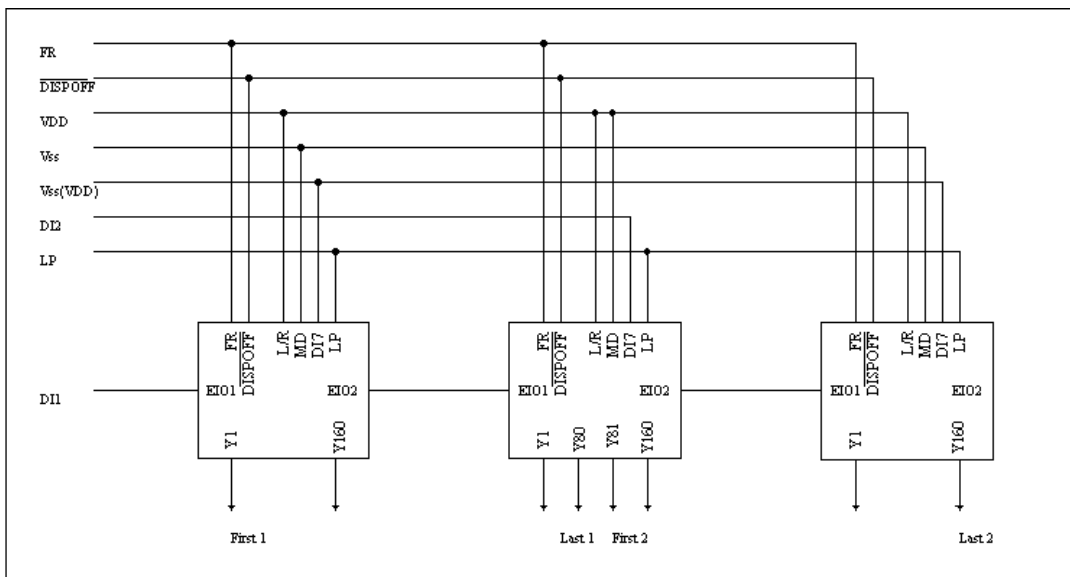 FR
DISPOFF
VDD
Vss
Vss(VDD)
DI2
LP
FR DISPOFF L/R MD DI7 LP
FR DISPOFF L/R MD DI7 LP
FR DISPOFF L/R MD DI7 LP
DI1
EIO1 EIO2
EIO1 EIO2
EIO1 EIO2
Y1 Y160
Y1 Y80 Y81 Y160
Y1 Y160
First 1
Last 1
First 2
Last 2